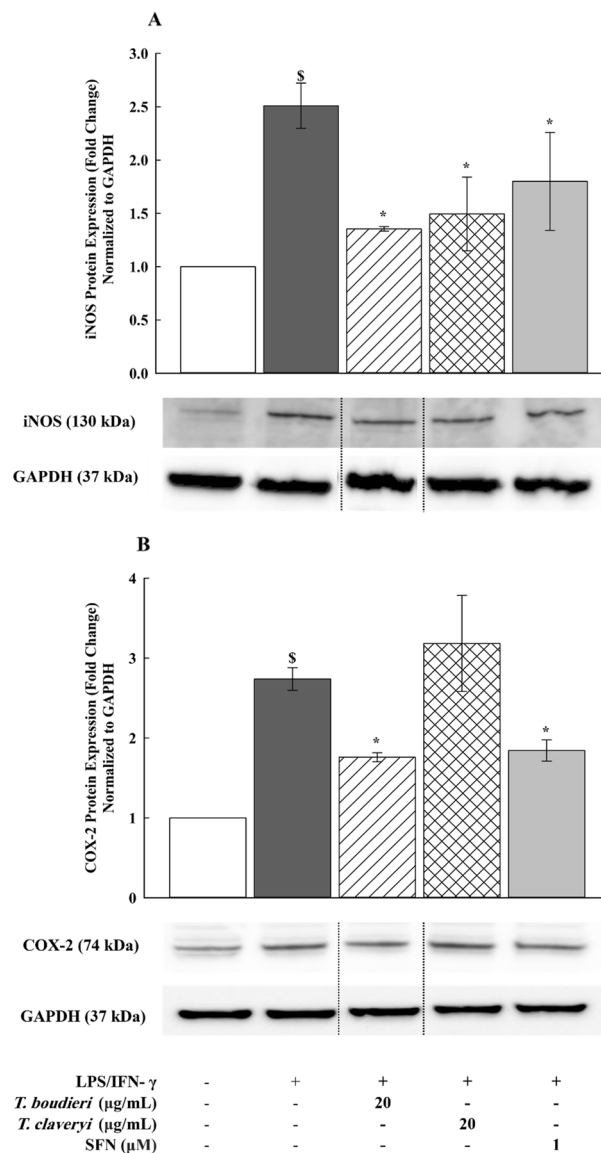 A
iNOS Protein Expression (Fold Change)
Normalized to GAPDH
3.0
2.5
2.0
1.5
1.0
0.5
0.0
$
*
*
*
iNOS (130 kDa)
GAPDH (37 kDa)
B
COX-2 Protein Expression (Fold Change)
Normalized to GAPDH
4
3
2
1
0
$
*
*
COX-2 (74 kDa)
GAPDH (37 kDa)
LPS/IFN- γ - + + + +
T. boudieri (µg/mL) - - 20 - -
T. claveryi (µg/mL) - - - 20 -
SFN (µM) - - - - 1